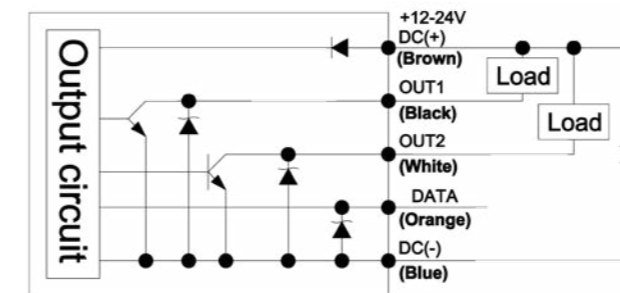 Output circuit
+12-24V
DC(+)
(Brown)
Load
OUT1
(Black)
Load
OUT2
(White)
DATA
(Orange)
DC(-)
(Blue)